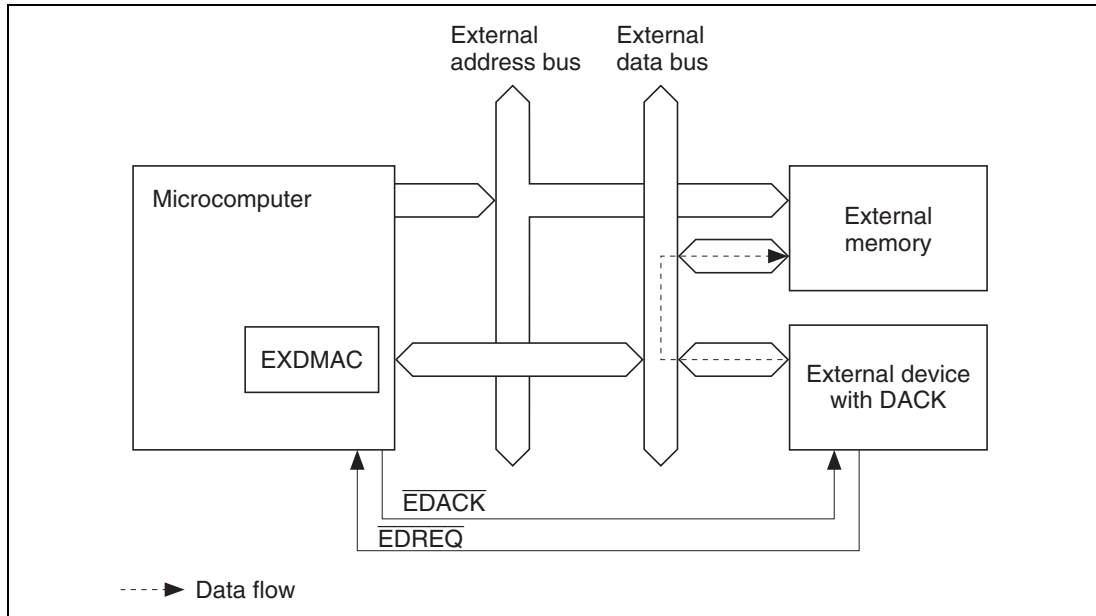 External
address bus
External
data bus
Microcomputer
External
memory
EXDMAC
External device
with DACK
EDACK
EDREQ
Data flow